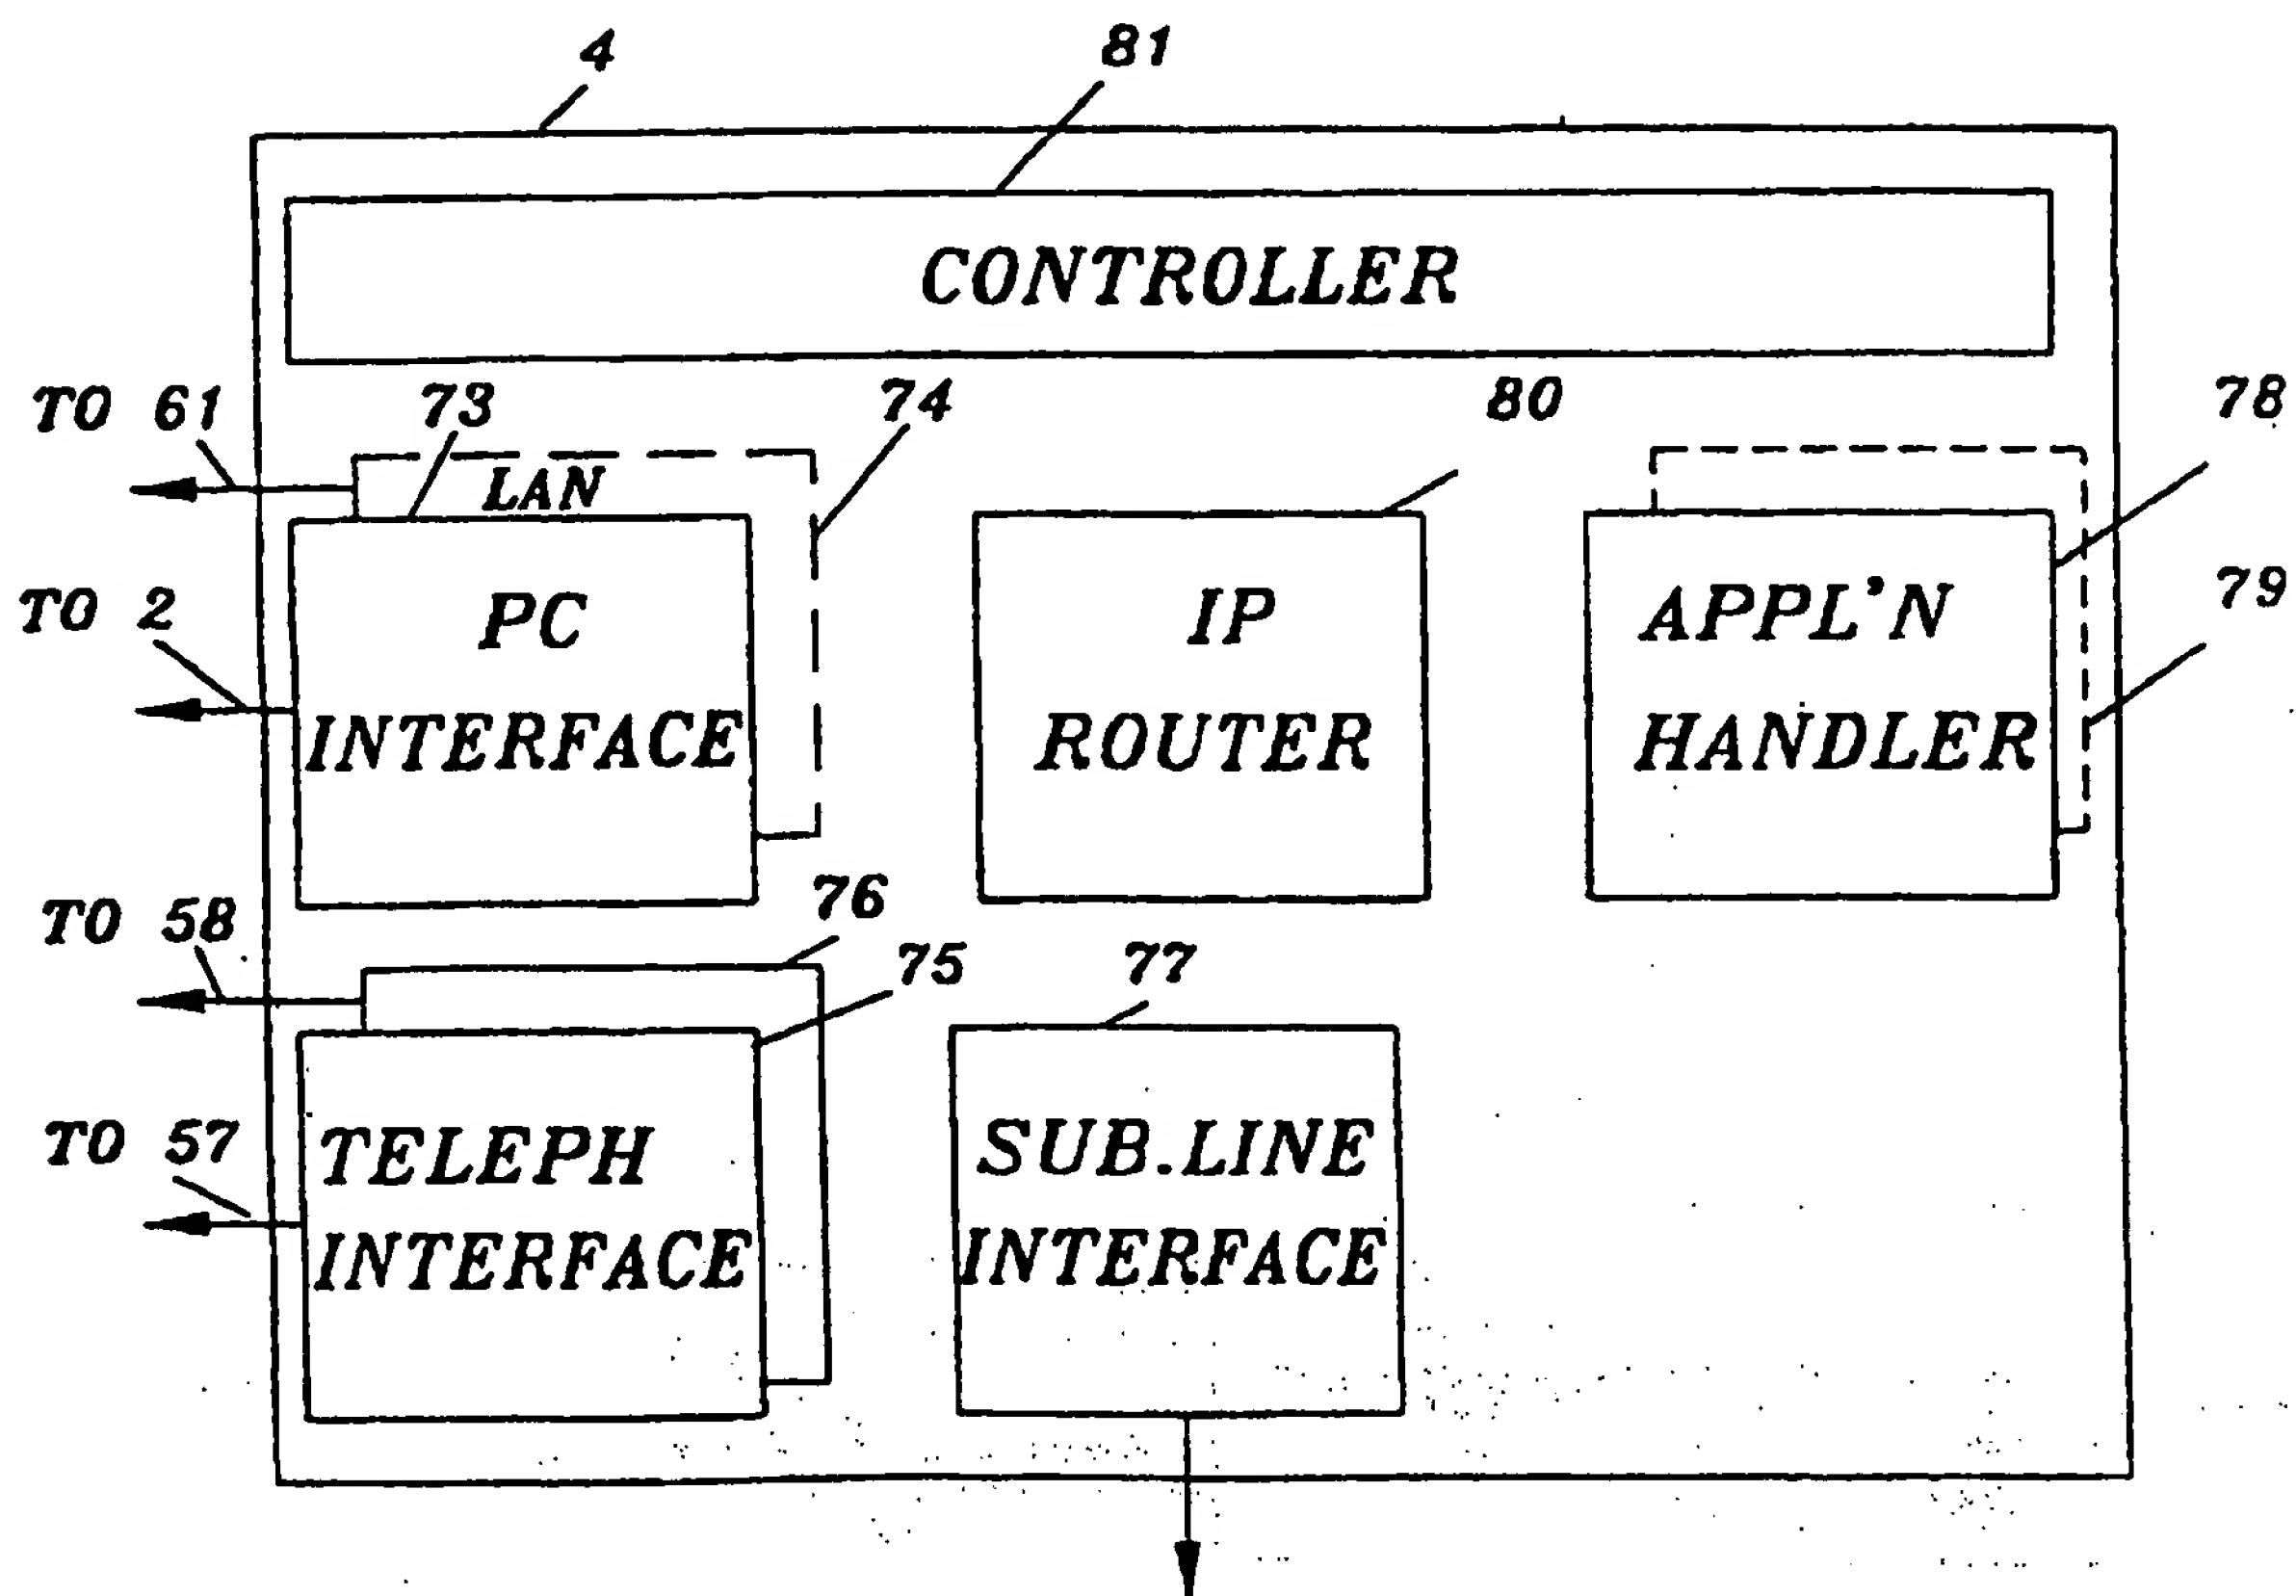 4
81
CONTROLLER
TO 61
73
74
80
78
LAN
TO 2
PC
INTERFACE
IP
ROUTER
APPL'N
HANDLER
79
TO 58
76
75
77
TO 57
TELEPH
INTERFACE
SUB.LINE
INTERFACE